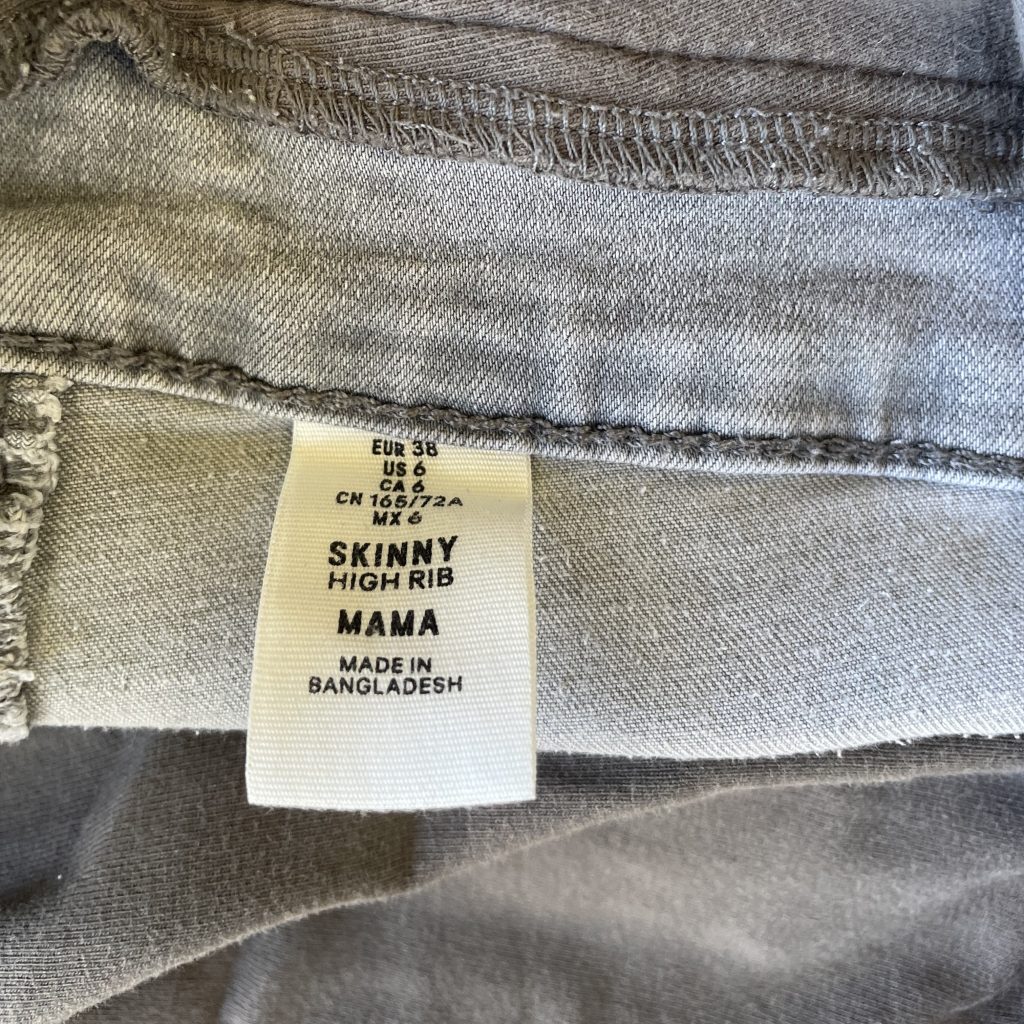 EUR 38
US 6
CA 6
CN 165/72A
MX 6
SKINNY
HIGH RIB
MAMA
MADE IN
BANGLADESH